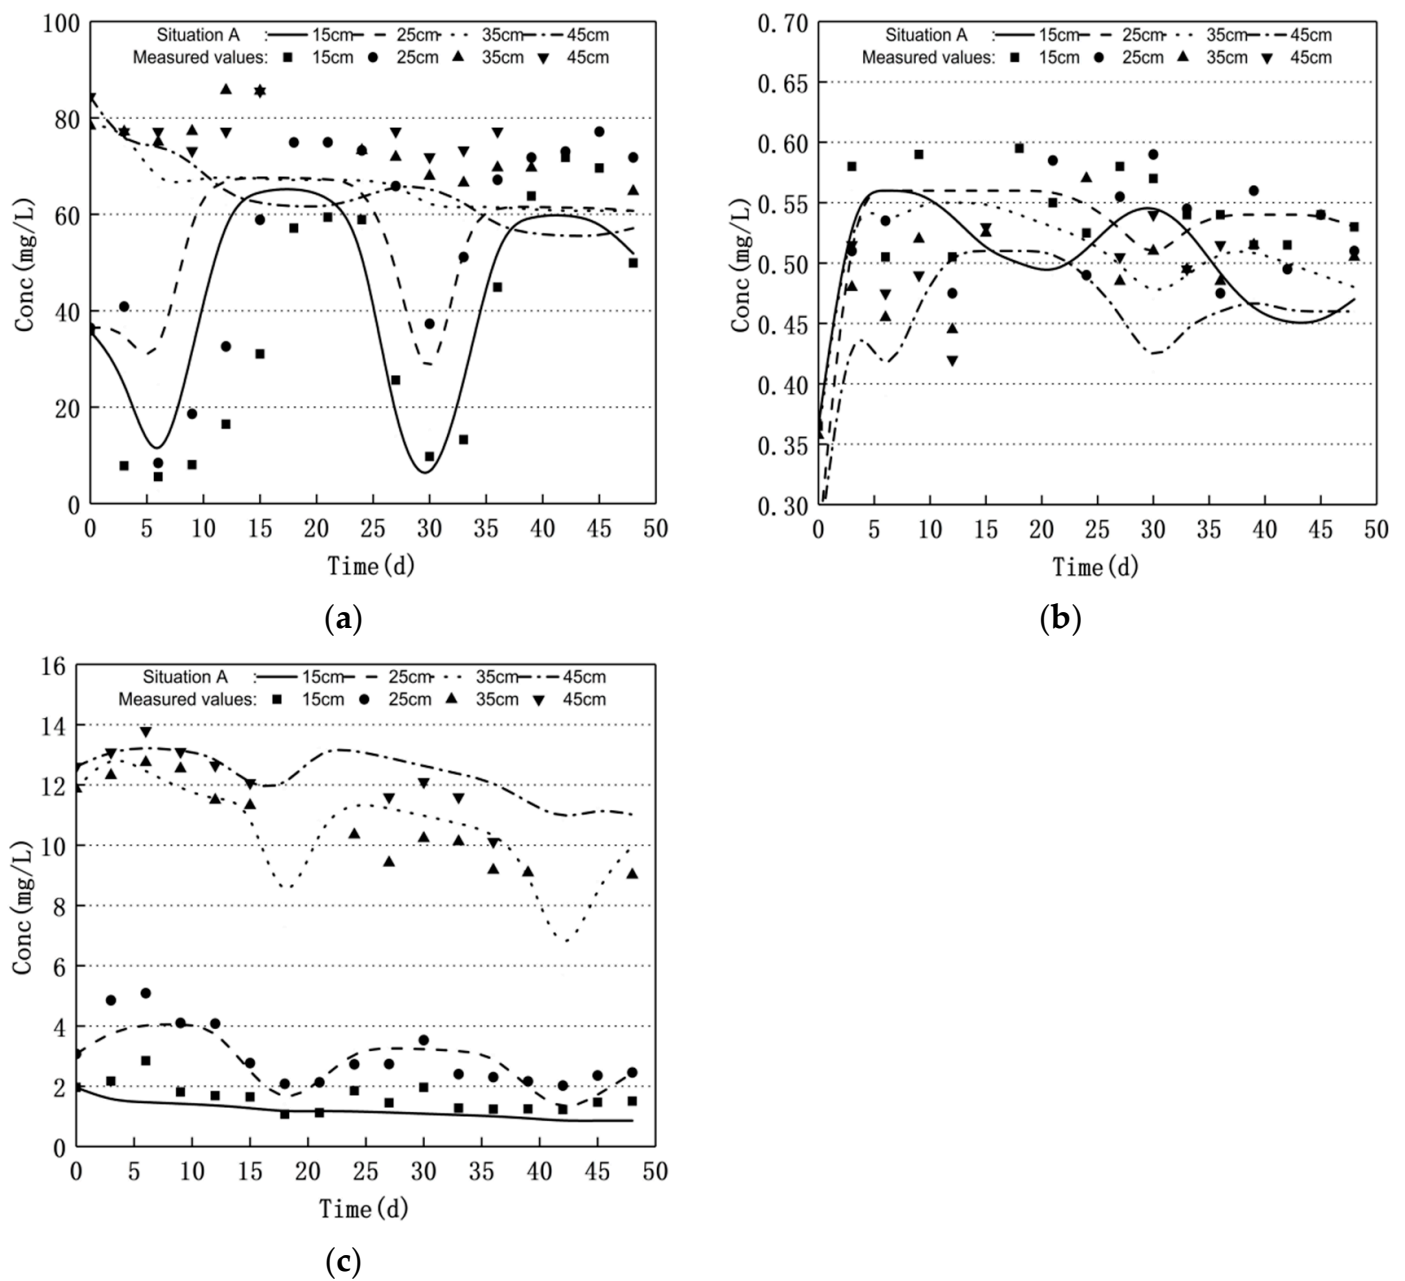 Situation A : 15cm 25cm 35cm 45cm
Measured values: 15cm 25cm 35cm 45cm
100
80
60
40
20
0
Conc(mg/L)
0 5 10 15 20 25 30 35 40 45 50
Time(d)
(a)
Situation A : 15cm 25cm 35cm 45cm
Measured values: 15cm 25cm 35cm 45cm
0.70
0.65
0.60
0.55
0.50
0.45
0.40
0.35
0.30
Conc(mg/L)
0 5 10 15 20 25 30 35 40 45 50
Time(d)
(b)
Situation A : 15cm 25cm 35cm 45cm
Measured values: 15cm 25cm 35cm 45cm
16
14
12
10
8
6
4
2
0
Conc(mg/L)
0 5 10 15 20 25 30 35 40 45 50
Time(d)
(c)